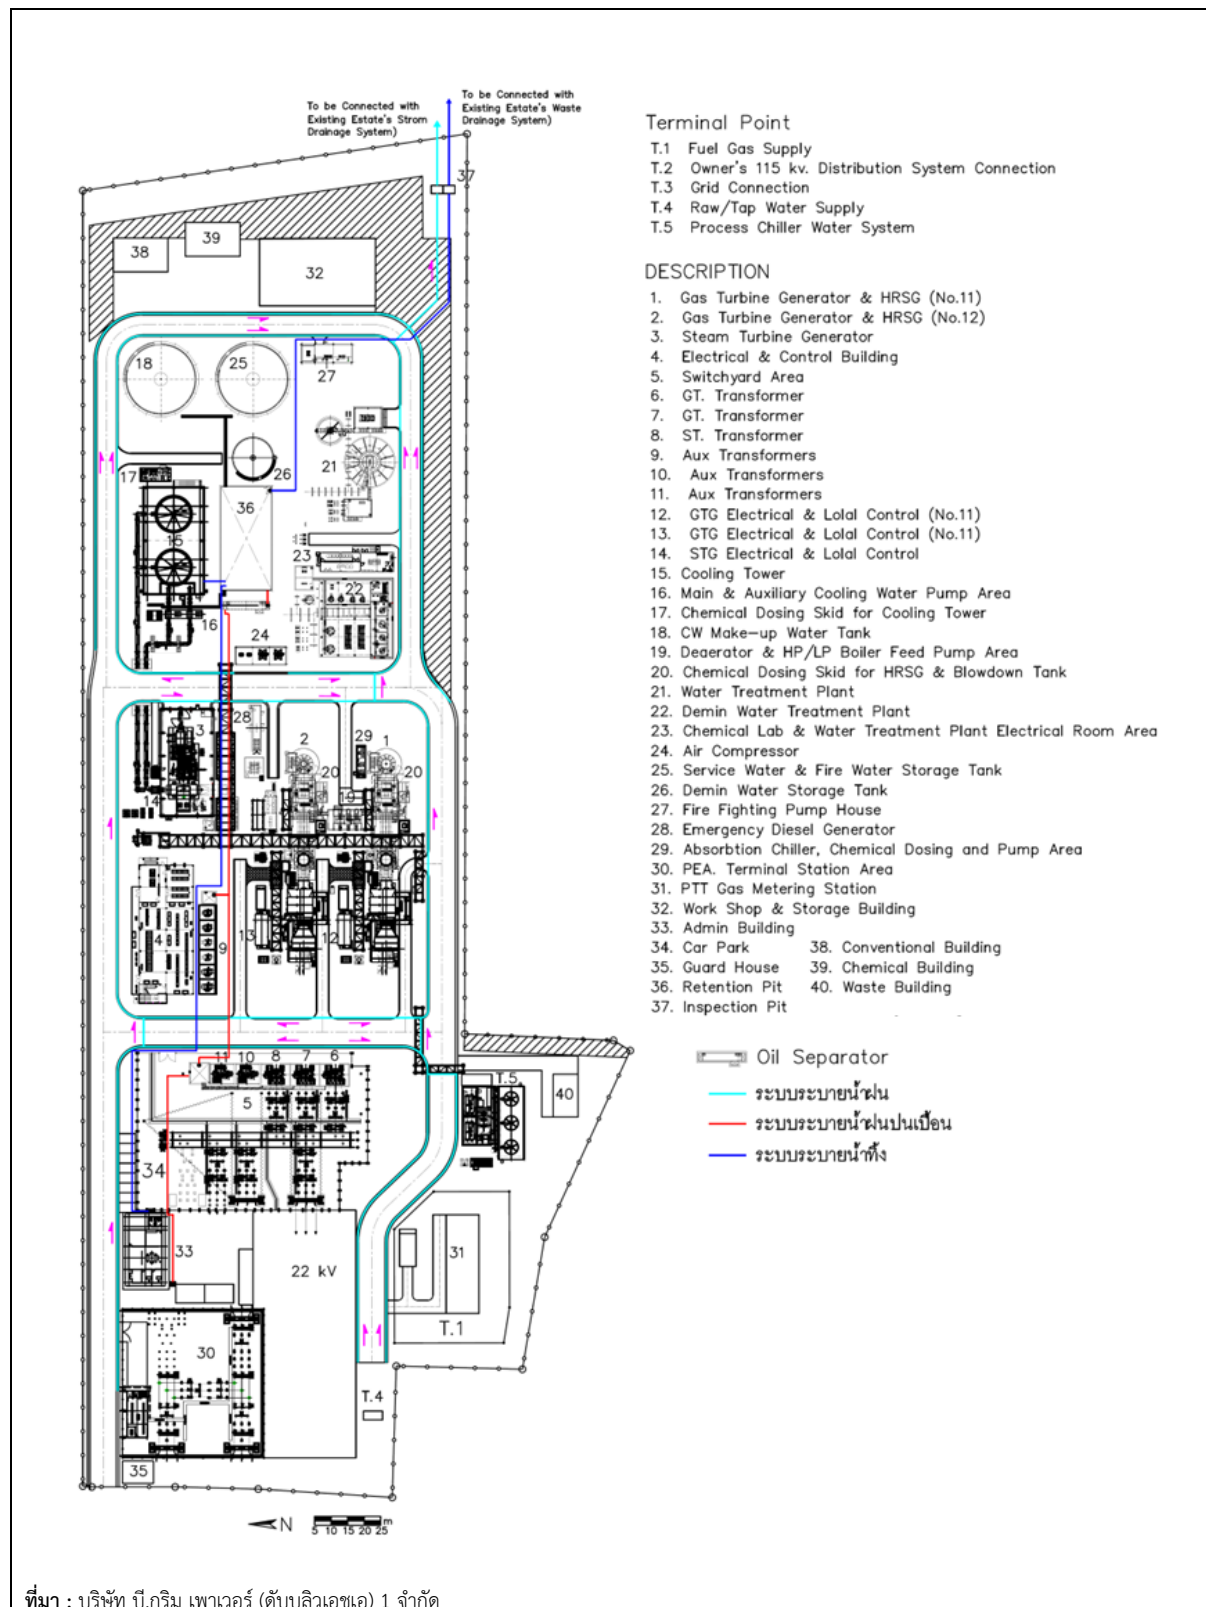 To be Connected with
Existing Estate's Strom
Drainage System)
To be Connected with
Existing Estate's Waste
Drainage System)
37
39
38
32
18
25
27
26
21
17
36
15
23
22
16
24
28
3
2
29
1
20
19
20
14
4
9
13
12
11 10 8 7 6
5
T.5
40
34
33
22 kV
31
T.1
30
T.4
35
N
5 10 15 20 25 m
Terminal Point
T.1 Fuel Gas Supply
T.2 Owner's 115 kv. Distribution System Connection
T.3 Grid Connection
T.4 Raw/Tap Water Supply
T.5 Process Chiller Water System
DESCRIPTION
1. Gas Turbine Generator & HRSG (No.11)
2. Gas Turbine Generator & HRSG (No.12)
3. Steam Turbine Generator
4. Electrical & Control Building
5. Switchyard Area
6. GT. Transformer
7. GT. Transformer
8. ST. Transformer
9. Aux Transformers
10. Aux Transformers
11. Aux Transformers
12. GTG Electrical & Lolal Control (No.11)
13. GTG Electrical & Lolal Control (No.11)
14. STG Electrical & Lolal Control
15. Cooling Tower
16. Main & Auxiliary Cooling Water Pump Area
17. Chemical Dosing Skid for Cooling Tower
18. CW Make-up Water Tank
19. Deaerator & HP/LP Boiler Feed Pump Area
20. Chemical Dosing Skid for HRSG & Blowdown Tank
21. Water Treatment Plant
22. Demin Water Treatment Plant
23. Chemical Lab & Water Treatment Plant Electrical Room Area
24. Air Compressor
25. Service Water & Fire Water Storage Tank
26. Demin Water Storage Tank
27. Fire Fighting Pump House
28. Emergency Diesel Generator
29. Absorbtion Chiller, Chemical Dosing and Pump Area
30. PEA. Terminal Station Area
31. PTT Gas Metering Station
32. Work Shop & Storage Building
33. Admin Building
34. Car Park 38. Conventional Building
35. Guard House 39. Chemical Building
36. Retention Pit 40. Waste Building
37. Inspection Pit
Oil Separator
ระบบระบายน้ำฝน
ระบบระบายน้ำฝนปนเปื้อน
ระบบระบายน้ำทิ้ง
ที่มา : บริษัท บี.กริม เพาเวอร์ (ดับบลิวเอชเอ) 1 จำกัด